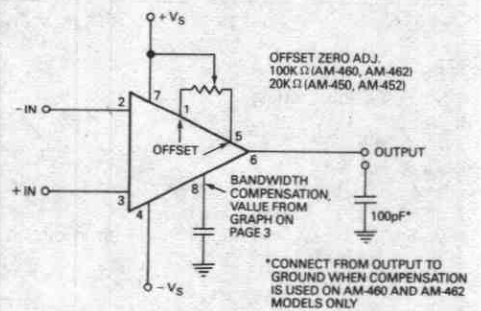 +VS
OFFSET ZERO ADJ.
100KΩ (AM-460, AM-462)
20KΩ (AM-450, AM-452)
7
1
-IN
2
5
OFFSET
6
OUTPUT
+IN
3
4
8
BANDWIDTH
COMPENSATION,
VALUE FROM
GRAPH ON
PAGE 3
100pF*
-VS
*CONNECT FROM OUTPUT TO
GROUND WHEN COMPENSATION
IS USED ON AM-460 AND AM-462
MODELS ONLY